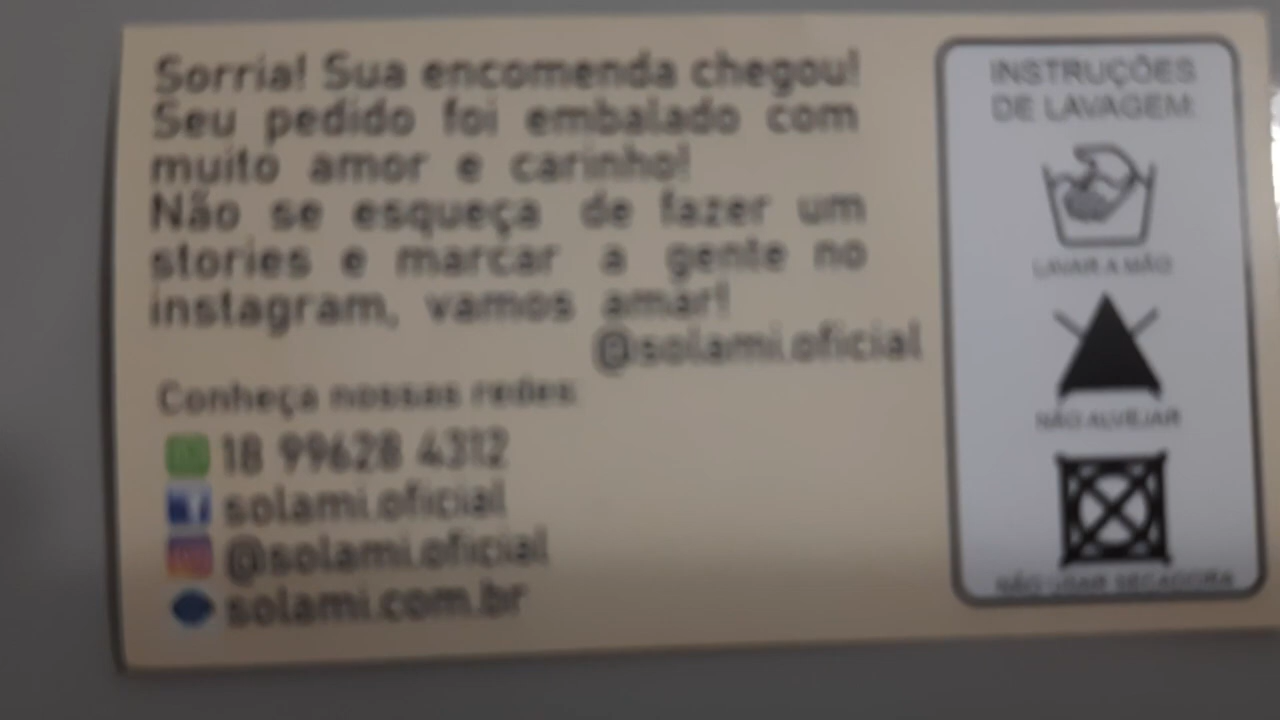 Sorria! Sua encomenda chegou!
Seu pedido foi embalado com
muito amor e carinho!
Não se esqueça de fazer um
stories e marcar a gente no
instagram, vamos amar!
@solami.oficial
Conheça nossas redes:
18 99628 4312
solami.oficial
@solami.oficial
solami.com.br
INSTRUÇÕES
DE LAVAGEM:
LAVAR A MÃO
NÃO ALVEJAR
NÃO USAR SECADORA